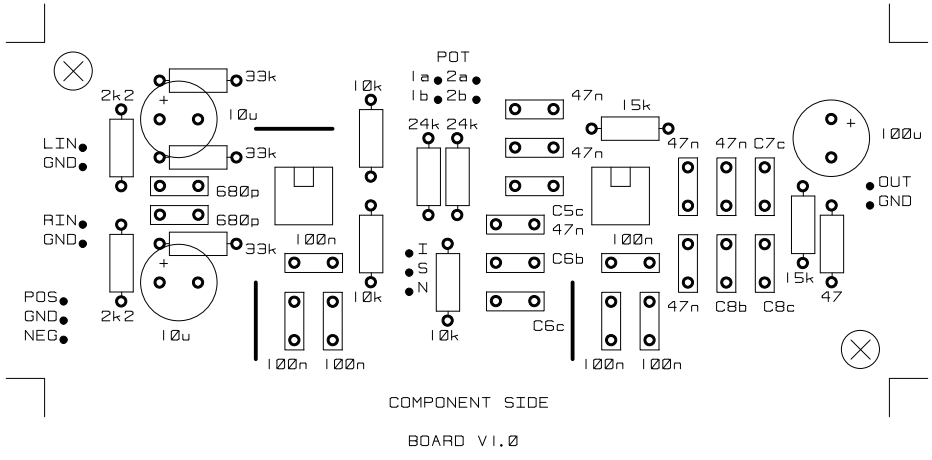 POT
1a 2a
1b 2b
33k
10k
2k2
10u
47n
15k
24k 24k
100u
LIN
GND
33k
47n
47n 47n C7c
680p
OUT
GND
680p
RIN
GND
C5c
47n
33k
100n
100n
I
S
N
C6b
10k
15k
POS
GND
NEG
2k2
10u
47n C8b C8c
47
10k
C6c
100n 100n
100n 100n
COMPONENT SIDE
BOARD V1.0